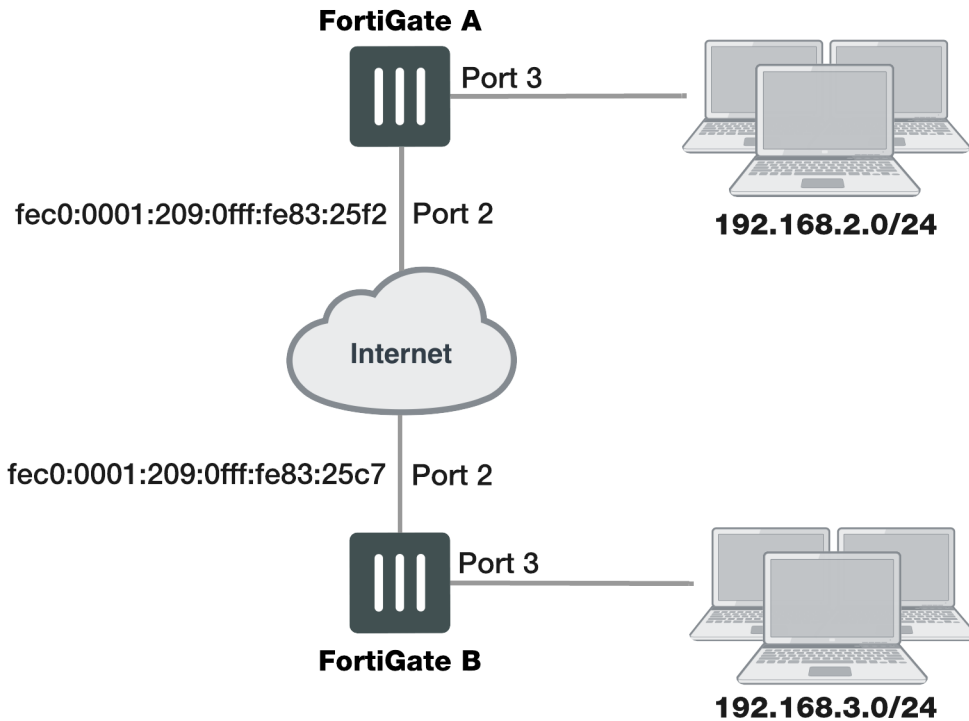 FortiGate A
Port 3
fec0:0001:209:0fff:fe83:25f2
Port 2
192.168.2.0/24
Internet
fec0:0001:209:0fff:fe83:25c7
Port 2
Port 3
FortiGate B
192.168.3.0/24